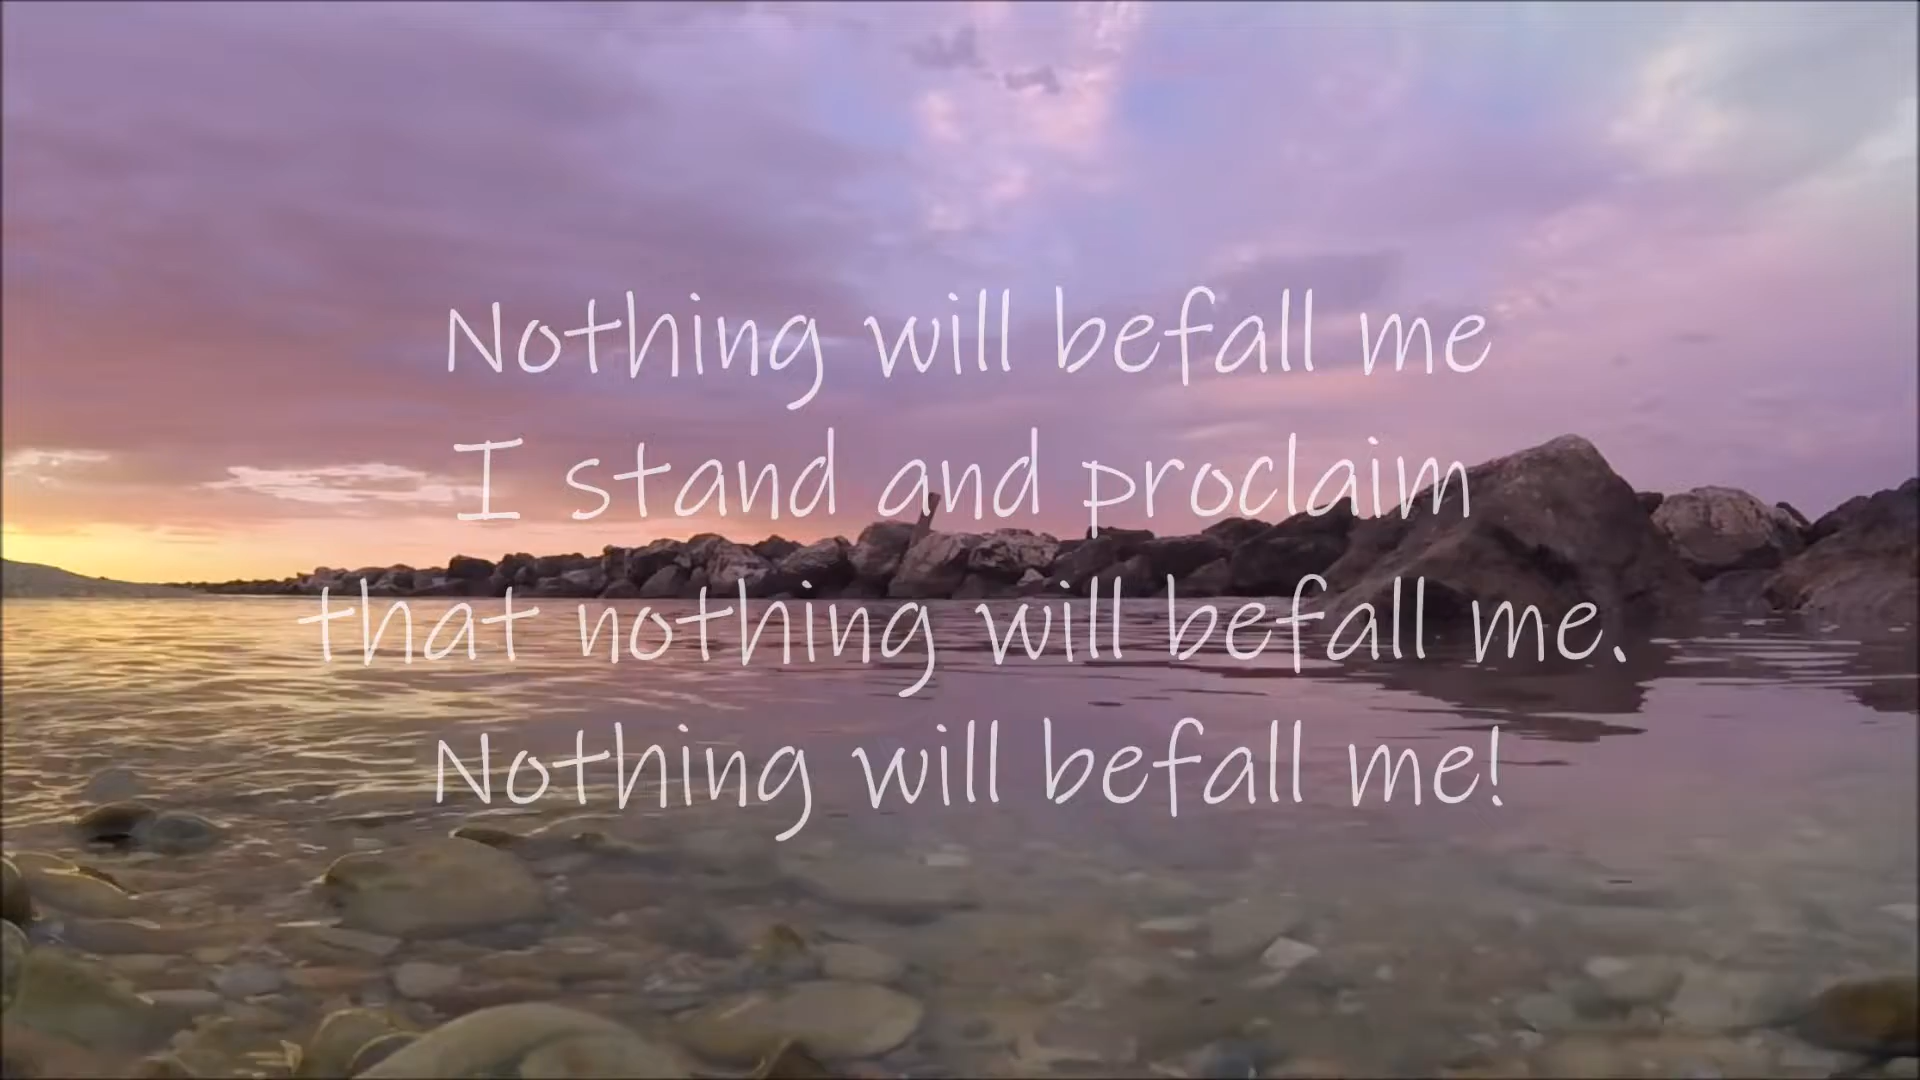 Nothing will befall me
I stand and proclaim
that nothing will befall me.
Nothing will befall me!